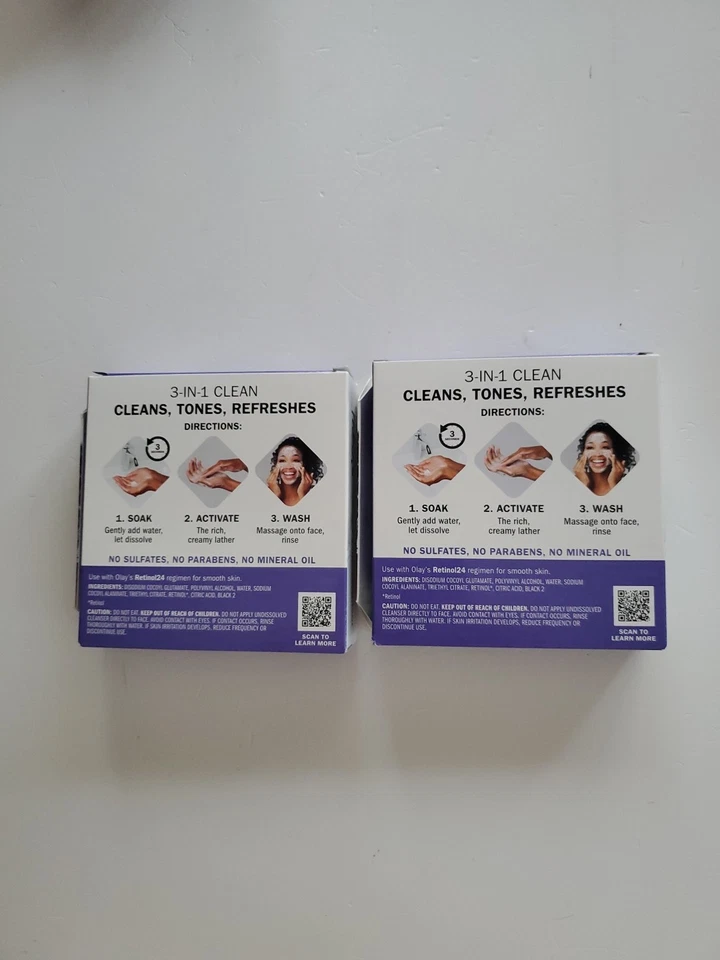 3-IN-1 CLEAN
CLEANS, TONES, REFRESHES
DIRECTIONS:
3
1. SOAK
Gently add water,
let dissolve
2. ACTIVATE
The rich,
creamy lather
3. WASH
Massage onto face,
rinse
NO SULFATES, NO PARABENS, NO MINERAL OIL
Use with Olay's Retinol24 regimen for smooth skin.
INGREDIENTS: DISODIUM COCOYL GLUTAMATE, POLYVINYL ALCOHOL, WATER, SODIUM
COCOYL ALANINATE, TRIETHYL CITRATE, RETINOL*, CITRIC ACID, BLACK 2
*Retinol
CAUTION: DO NOT EAT. KEEP OUT OF REACH OF CHILDREN. DO NOT APPLY UNDISSOLVED
CLEANSER DIRECTLY TO FACE. AVOID CONTACT WITH EYES. IF CONTACT OCCURS, RINSE
THOROUGHLY WITH WATER. IF SKIN IRRITATION DEVELOPS, REDUCE FREQUENCY OR
DISCONTINUE USE.
SCAN TO
LEARN MORE
3-IN-1 CLEAN
CLEANS, TONES, REFRESHES
DIRECTIONS:
3
1. SOAK
Gently add water,
let dissolve
2. ACTIVATE
The rich,
creamy lather
3. WASH
Massage onto face,
rinse
NO SULFATES, NO PARABENS, NO MINERAL OIL
Use with Olay's Retinol24 regimen for smooth skin.
INGREDIENTS: DISODIUM COCOYL GLUTAMATE, POLYVINYL ALCOHOL, WATER, SODIUM
COCOYL ALANINATE, TRIETHYL CITRATE, RETINOL*, CITRIC ACID, BLACK 2
*Retinol
CAUTION: DO NOT EAT. KEEP OUT OF REACH OF CHILDREN. DO NOT APPLY UNDISSOLVED
CLEANSER DIRECTLY TO FACE. AVOID CONTACT WITH EYES. IF CONTACT OCCURS, RINSE
THOROUGHLY WITH WATER. IF SKIN IRRITATION DEVELOPS, REDUCE FREQUENCY OR
DISCONTINUE USE.
SCAN TO
LEARN MORE